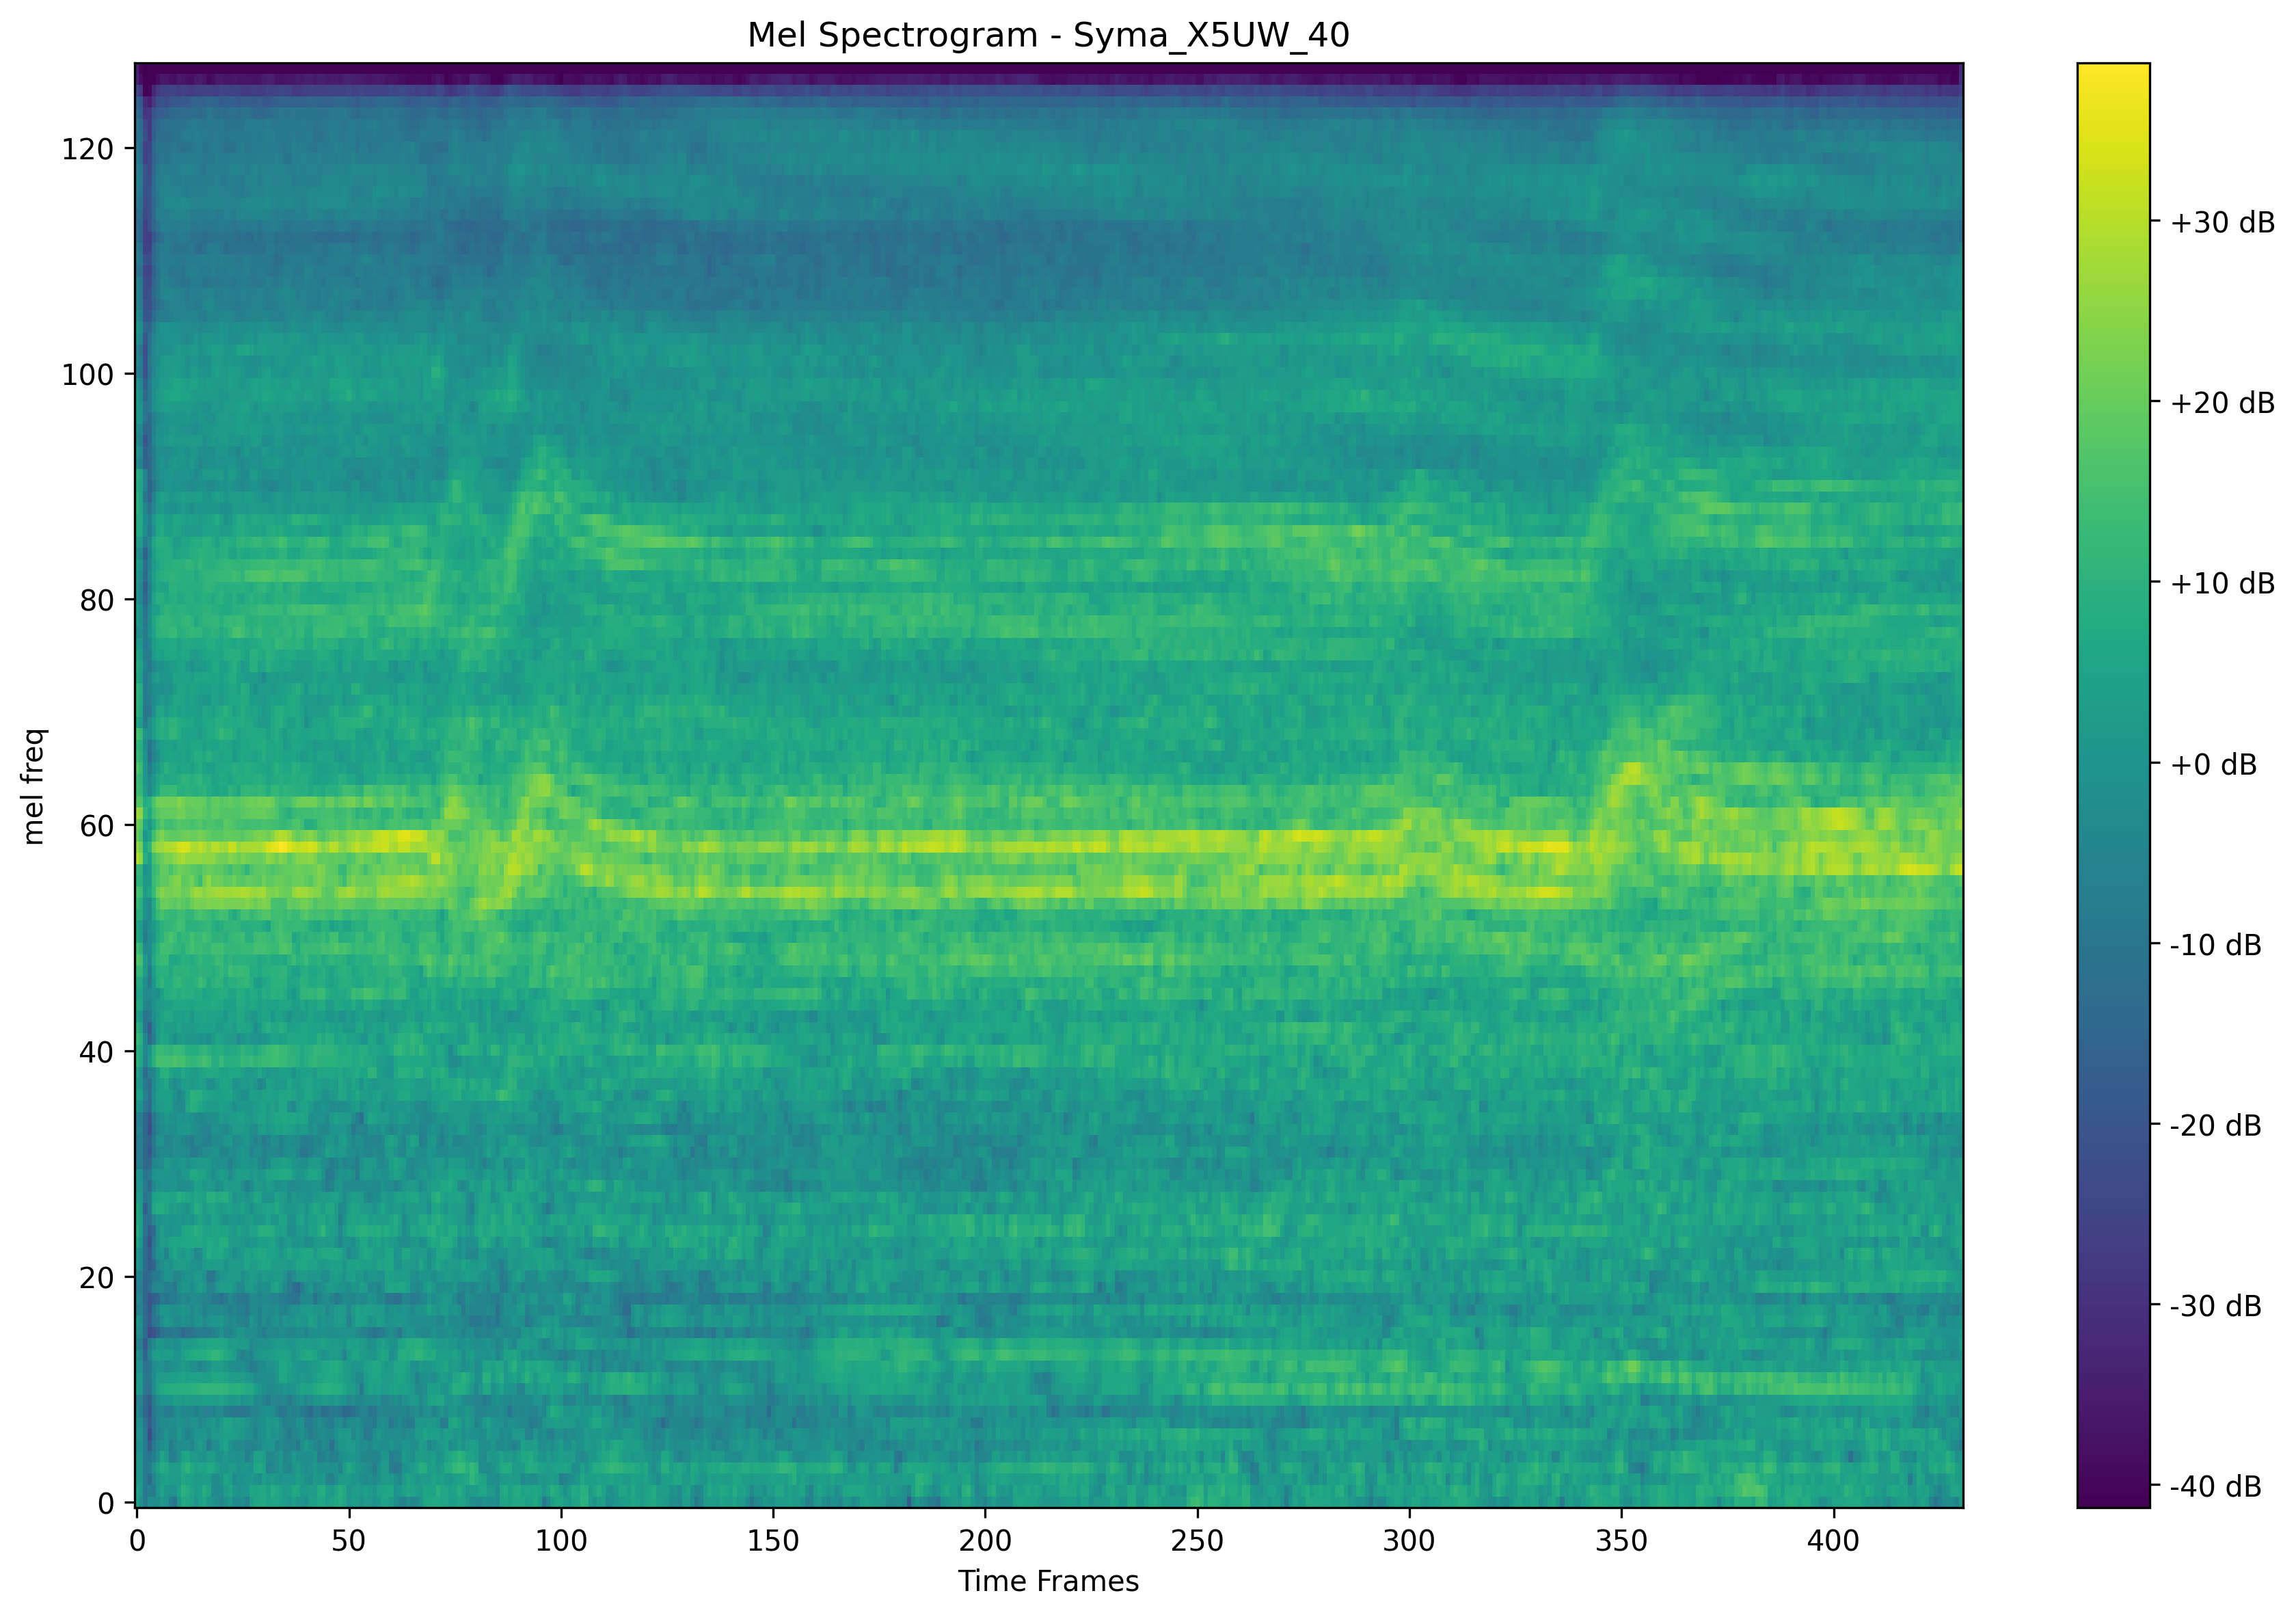 Mel Spectrogram - Syma_X5UW_40
mel freq
120
100
80
60
40
20
0
0 50 100 150 200 250 300 350 400
Time Frames
+30 dB
+20 dB
+10 dB
+0 dB
-10 dB
-20 dB
-30 dB
-40 dB